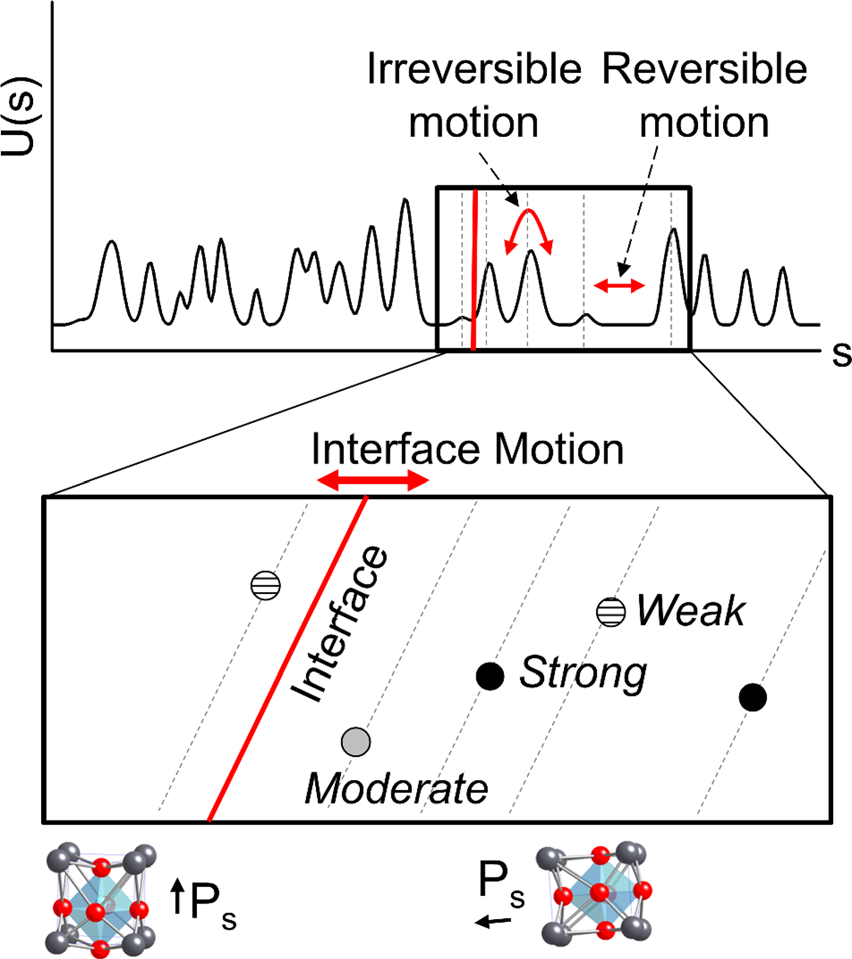 Irreversible motion
Reversible motion
U(s)
s
Interface Motion
Interface
Weak
Strong
Moderate
Ps
Ps